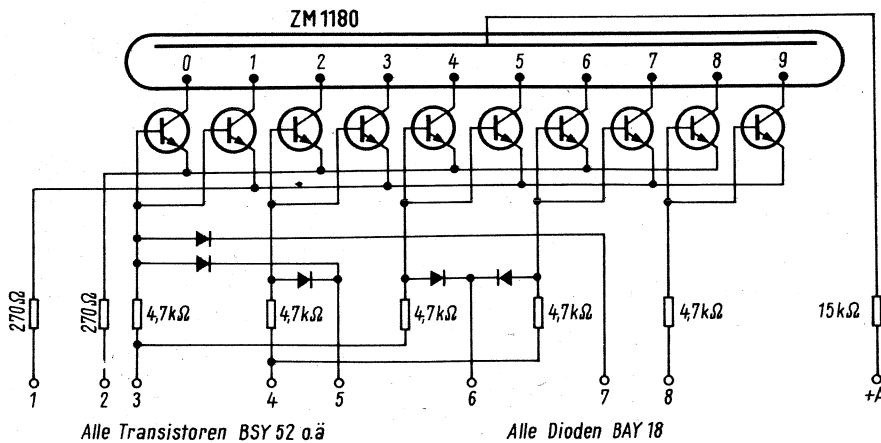 ZM 1180
0 1 2 3 4 5 6 7 8 9
270Ω 270Ω 4,7kΩ 4,7kΩ 4,7kΩ 4,7kΩ 4,7kΩ 15kΩ
1 2 3 4 5 6 7 8 +A
Alle Transistoren BSY 52 o.ä Alle Dioden BAY 18